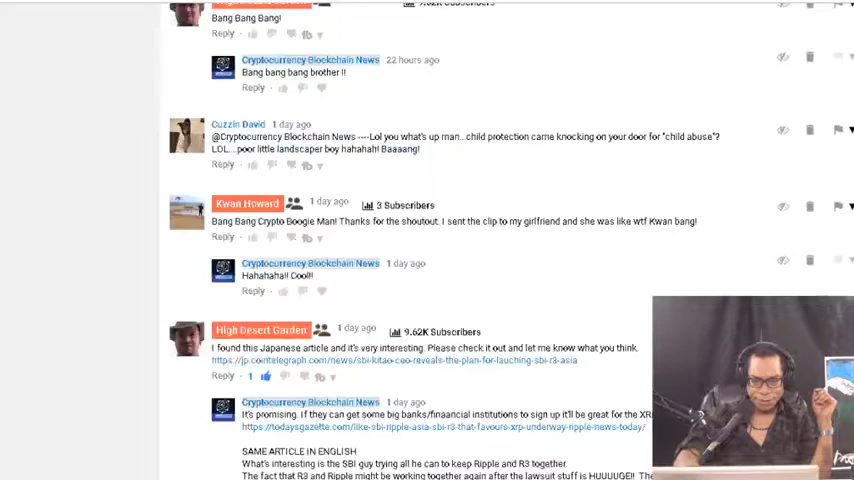 Bang Bang Bang!
Reply
Cryptocurrency Blockchain News 22 hours ago
Bang bang bang brother !!
Reply
Cuzzin David 1 day ago
@Cryptocurrency Blockchain News ----Lol you what's up man...child protection came knocking on your door for "child abuse"?
LOL...poor little landscaper boy hahahah! Baaaang!
Reply
Kwan Howard 1 day ago 3 Subscribers
Bang Bang Crypto Boogie Man! Thanks for the shoutout. I sent the clip to my girlfriend and she was like wtf Kwan bang!
Reply
Cryptocurrency Blockchain News 1 day ago
Hahahaha!! Cool!!
Reply
High Desert Garden 1 day ago 9.62K Subscribers
I found this Japanese article and it's very interesting. Please check it out and let me know what you think.
https://jp.cointelegraph.com/news/sbi-kitao-ceo-reveals-the-plan-for-lauching-sbi-r3-asia
Reply 1
Cryptocurrency Blockchain News 1 day ago
It's promising. If they can get some big banks/financial institutions to sign up it'll be great for the XR
https://todaysgazette.com/like-sbi-ripple-asia-sbi-r3-that-favours-xrp-underway-ripple-news-today/
SAME ARTICLE IN ENGLISH
What's interesting is the SBI guy trying all he can to keep Ripple and R3 together.
The fact that R3 and Ripple might be working together again after the lawsuit stuff is HUUUUGE!!